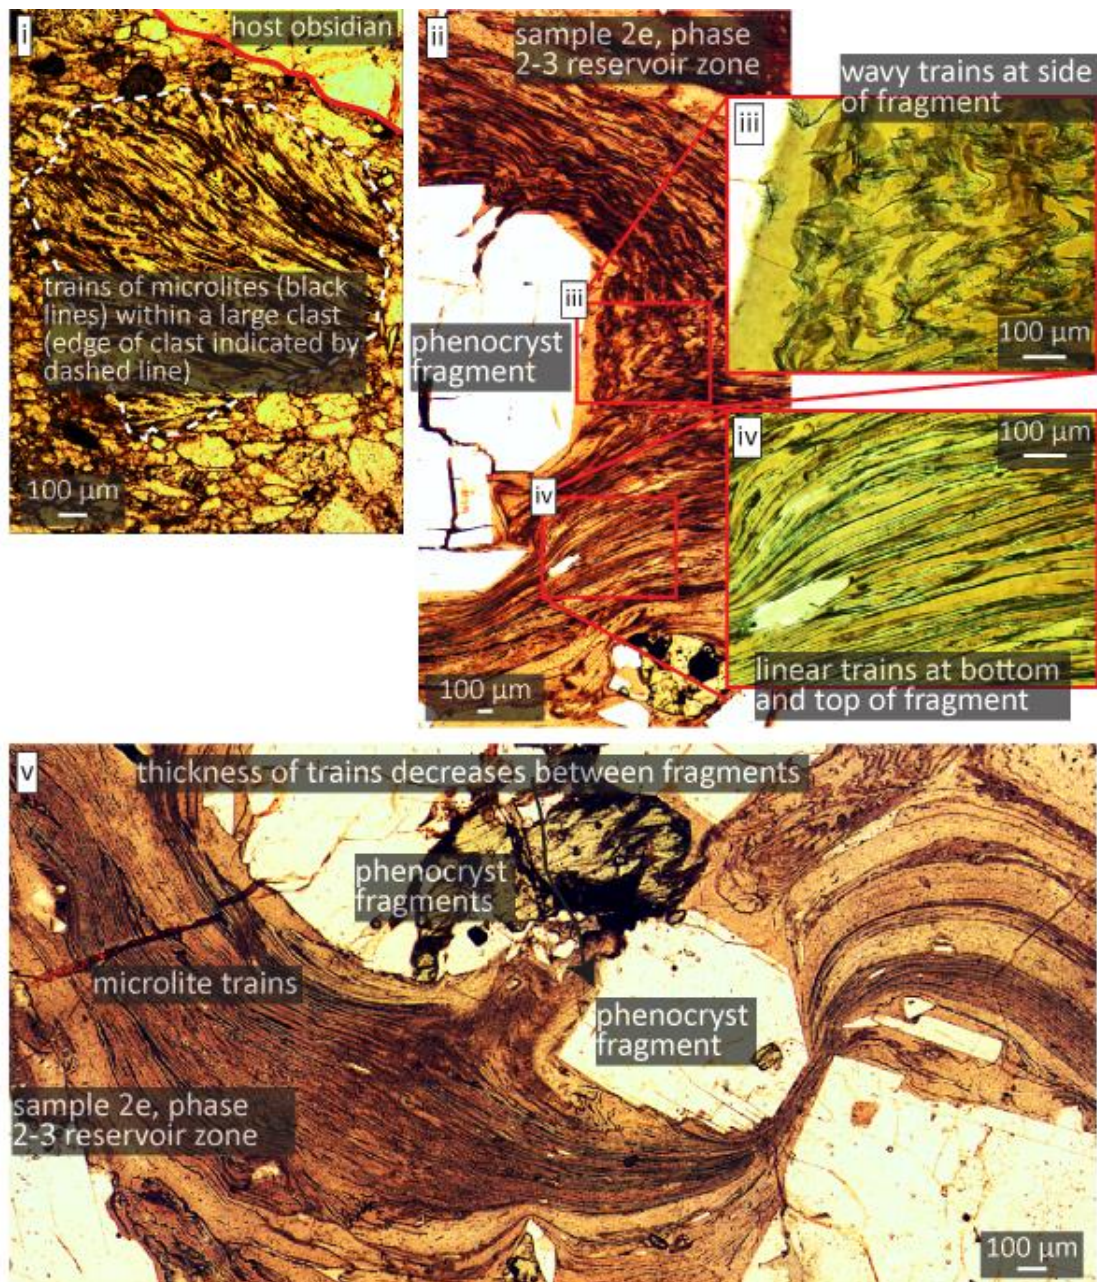 i
host obsidian
trains of microlites (black
lines) within a large clast
(edge of clast indicated by
dashed line)
100 µm
ii
sample 2e, phase
2-3 reservoir zone
phenocryst
fragment
iii
iv
100 µm
wavy trains at side
of fragment
iii
100 µm
iv
100 µm
linear trains at bottom
and top of fragment
v
thickness of trains decreases between fragments
phenocryst
fragments
microlite trains
phenocryst
fragment
sample 2e, phase
2-3 reservoir zone
100 µm